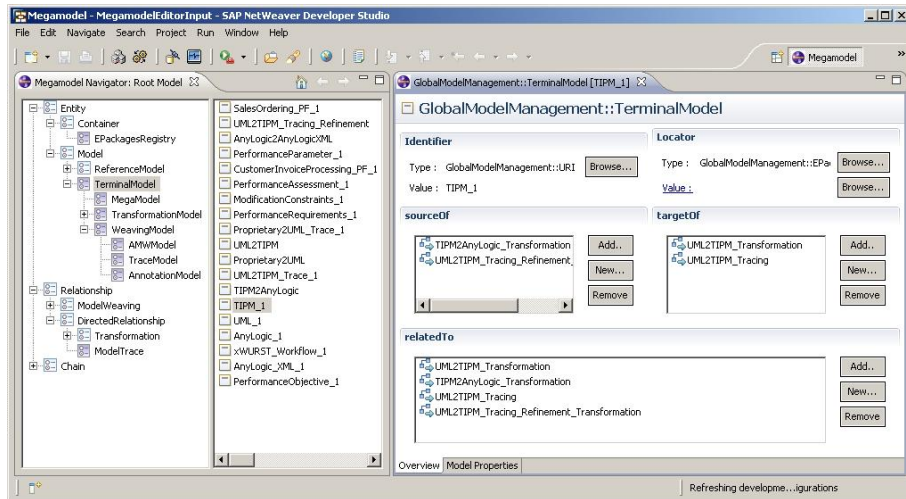 Megamodel - MegamodelEditorInput - SAP NetWeaver Developer Studio
File Edit Navigate Search Project Run Window Help
Megamodel
»
Megamodel Navigator: Root Model
Entity
Container
EPackagesRegistry
Model
ReferenceModel
TerminalModel
MegaModel
TransformationModel
WeavingModel
AMWModel
TraceModel
AnnotationModel
Relationship
ModelWeaving
DirectedRelationship
Transformation
ModelTrace
Chain
SalesOrdering_PF_1
UML2TIPM_Tracing_Refinement
AnyLogic2AnyLogicXML
PerformanceParameter_1
CustomerInvoiceProcessing_PF_1
PerformanceAssessment_1
ModificationConstraints_1
PerformanceRequirements_1
Proprietary2UML_Trace_1
UML2TIPM
Proprietary2UML
UML2TIPM_Trace_1
TIPM2AnyLogic
TIPM_1
UML_1
AnyLogic_1
xWURST_Workflow_1
AnyLogic_XML_1
PerformanceObjective_1
GlobalModelManagement::TerminalModel [TIPM_1]
GlobalModelManagement::TerminalModel
Identifier
Type : GlobalModelManagement::URI Browse...
Value : TIPM_1
Locator
Type : GlobalModelManagement::EPa Browse...
Value : Browse...
sourceOf
TIPM2AnyLogic_Transformation
UML2TIPM_Tracing_Refinement_
Add..
New...
Remove
targetOf
UML2TIPM_Transformation
UML2TIPM_Tracing
Add..
New...
Remove
relatedTo
UML2TIPM_Transformation
TIPM2AnyLogic_Transformation
UML2TIPM_Tracing
UML2TIPM_Tracing_Refinement_Transformation
Add..
New...
Remove
Overview Model Properties
Refreshing developme...igurations